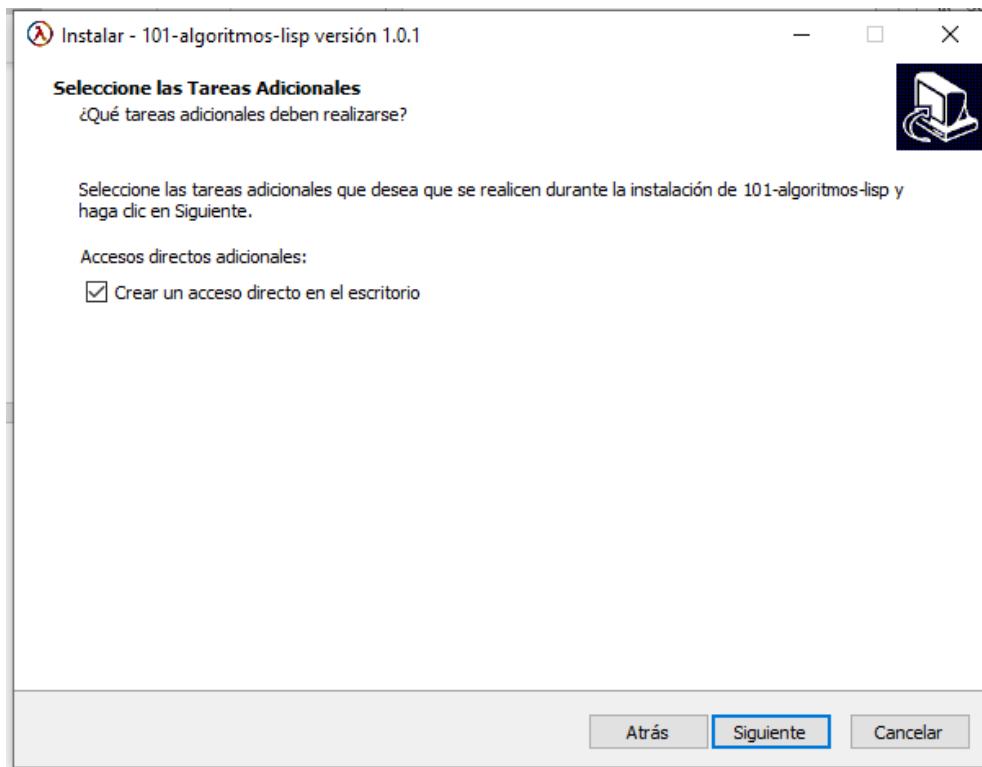 Instalar - 101-algoritmos-lisp versión 1.0.1
Seleccione las Tareas Adicionales
¿Qué tareas adicionales deben realizarse?
Seleccione las tareas adicionales que desea que se realicen durante la instalación de 101-algoritmos-lisp y
haga clic en Siguiente.
Accesos directos adicionales:
Crear un acceso directo en el escritorio
Atrás
Siguiente
Cancelar